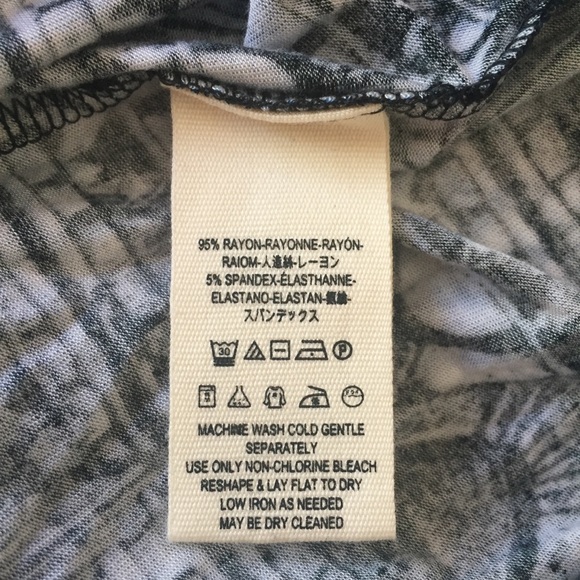 95% RAYON-RAYONNE-RAYÓN-
RAIOM-人造絲-レーヨン
5% SPANDEX-ÉLASTHANNE-
ELASTANO-ELASTAN-
スパンデックス
30 P
MACHINE WASH COLD GENTLE
SEPARATELY
USE ONLY NON-CHLORINE BLEACH
RESHAPE & LAY FLAT TO DRY
LOW IRON AS NEEDED
MAY BE DRY CLEANED